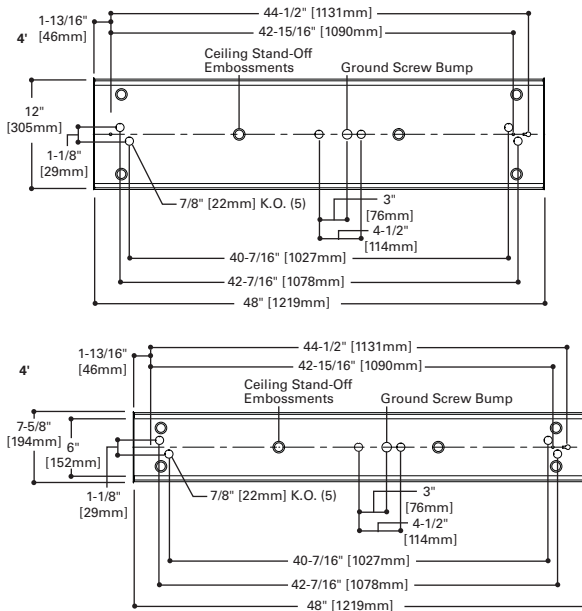 44-1/2" [1131mm]
1-13/16"
[46mm]
42-15/16" [1090mm]
4'
Ceiling Stand-Off
Embossments
Ground Screw Bump
12"
[305mm]
1-1/8"
[29mm]
7/8" [22mm] K.O. (5)
3"
[76mm]
4-1/2"
[114mm]
40-7/16" [1027mm]
42-7/16" [1078mm]
48" [1219mm]
44-1/2" [1131mm]
1-13/16"
[46mm]
42-15/16" [1090mm]
4'
Ceiling Stand-Off
Embossments
Ground Screw Bump
7-5/8"
[194mm]
6"
[152mm]
1-1/8"
[29mm]
7/8" [22mm] K.O. (5)
3"
[76mm]
4-1/2"
[114mm]
40-7/16" [1027mm]
42-7/16" [1078mm]
48" [1219mm]